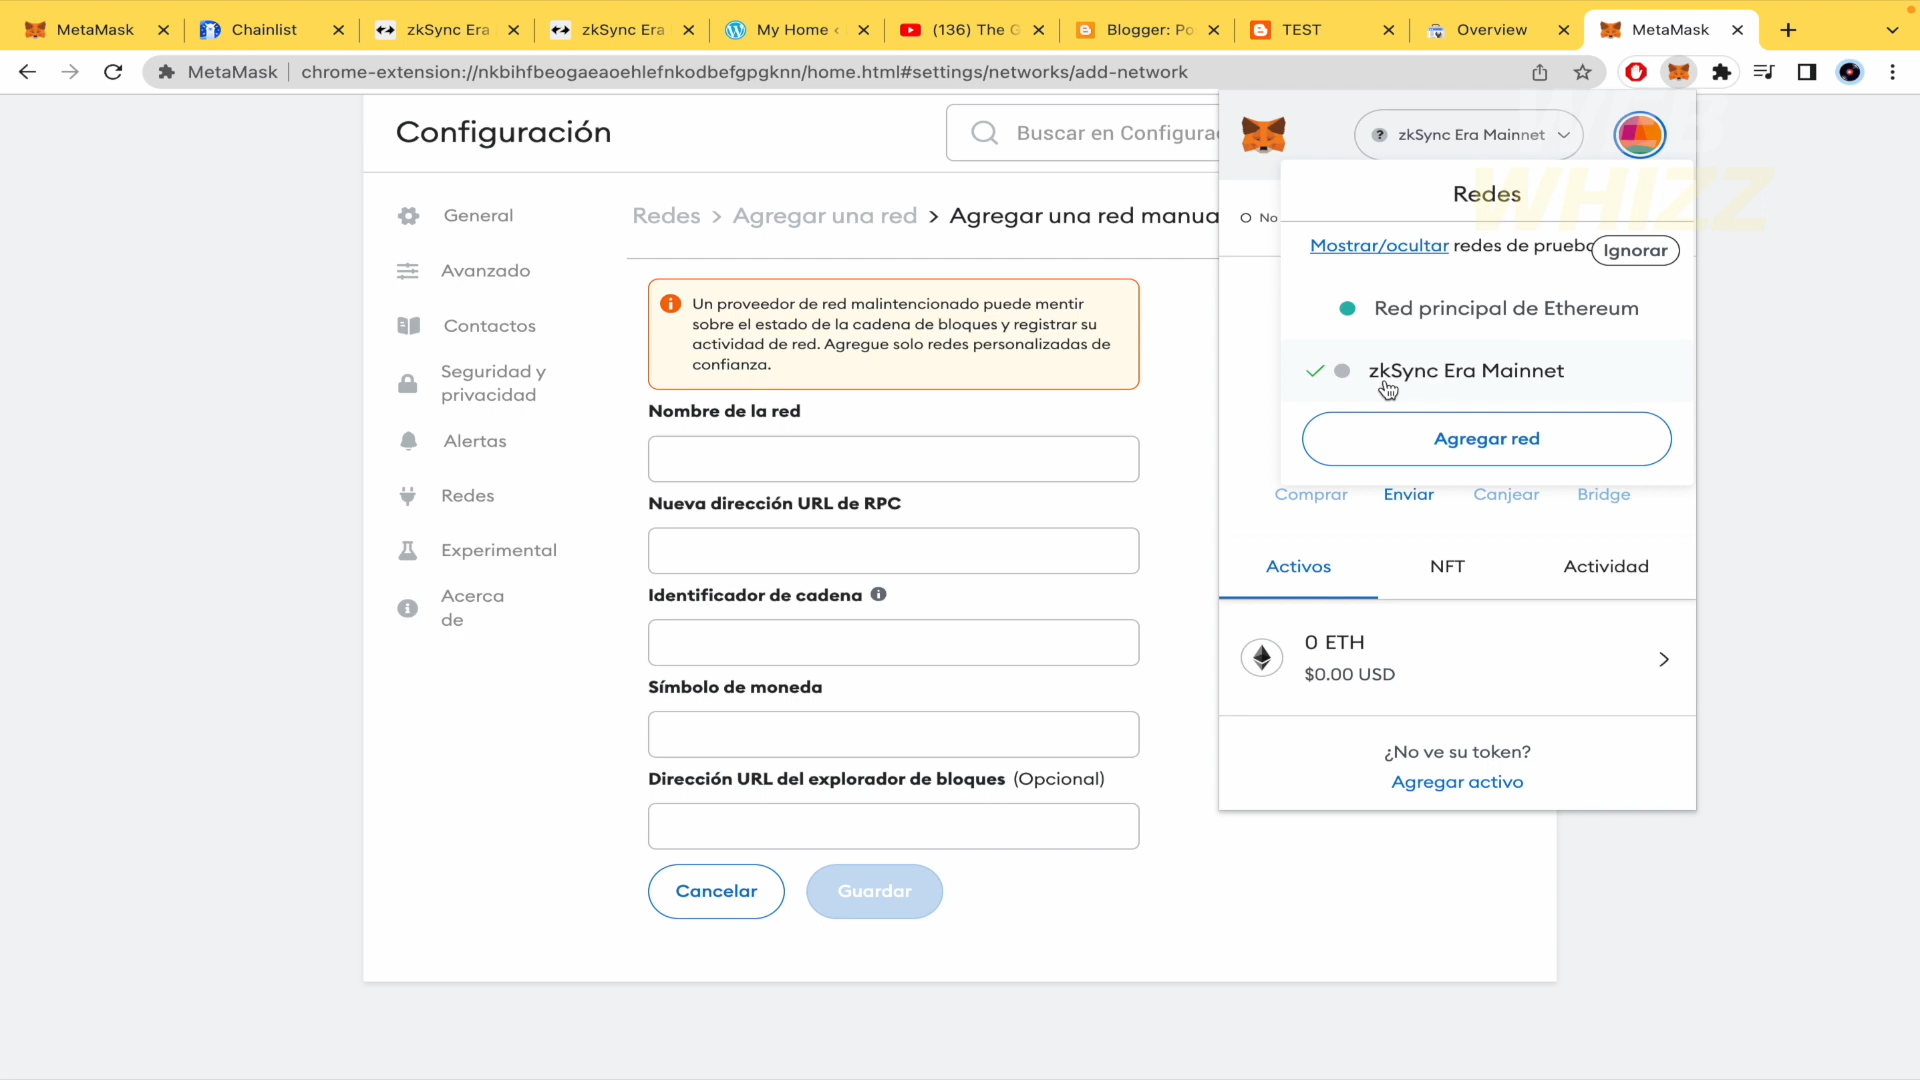 MetaMask
Chainlist
zkSync Era
zkSync Era
My Home
(136) The G
Blogger: Po
TEST
Overview
MetaMask
MetaMask
chrome-extension://nkbihfbeogaeaoehlefnkodbefgpgknn/home.html#settings/networks/add-network
Configuración
Buscar en Configurac
zkSync Era Mainnet
WEB
WHIZZ
General
Avanzado
Contactos
Seguridad y
privacidad
Alertas
Redes
Experimental
Acerca
de
Redes > Agregar una red > Agregar una red manua
Un proveedor de red malintencionado puede mentir
sobre el estado de la cadena de bloques y registrar su
actividad de red. Agregue solo redes personalizadas de
confianza.
Nombre de la red
Nueva dirección URL de RPC
Identificador de cadena
Símbolo de moneda
Dirección URL del explorador de bloques (Opcional)
Cancelar
Guardar
No
Redes
Mostrar/ocultar redes de prueba
Ignorar
Red principal de Ethereum
zkSync Era Mainnet
Agregar red
Comprar
Enviar
Canjear
Bridge
Activos
NFT
Actividad
0 ETH
$0.00 USD
¿No ve su token?
Agregar activo